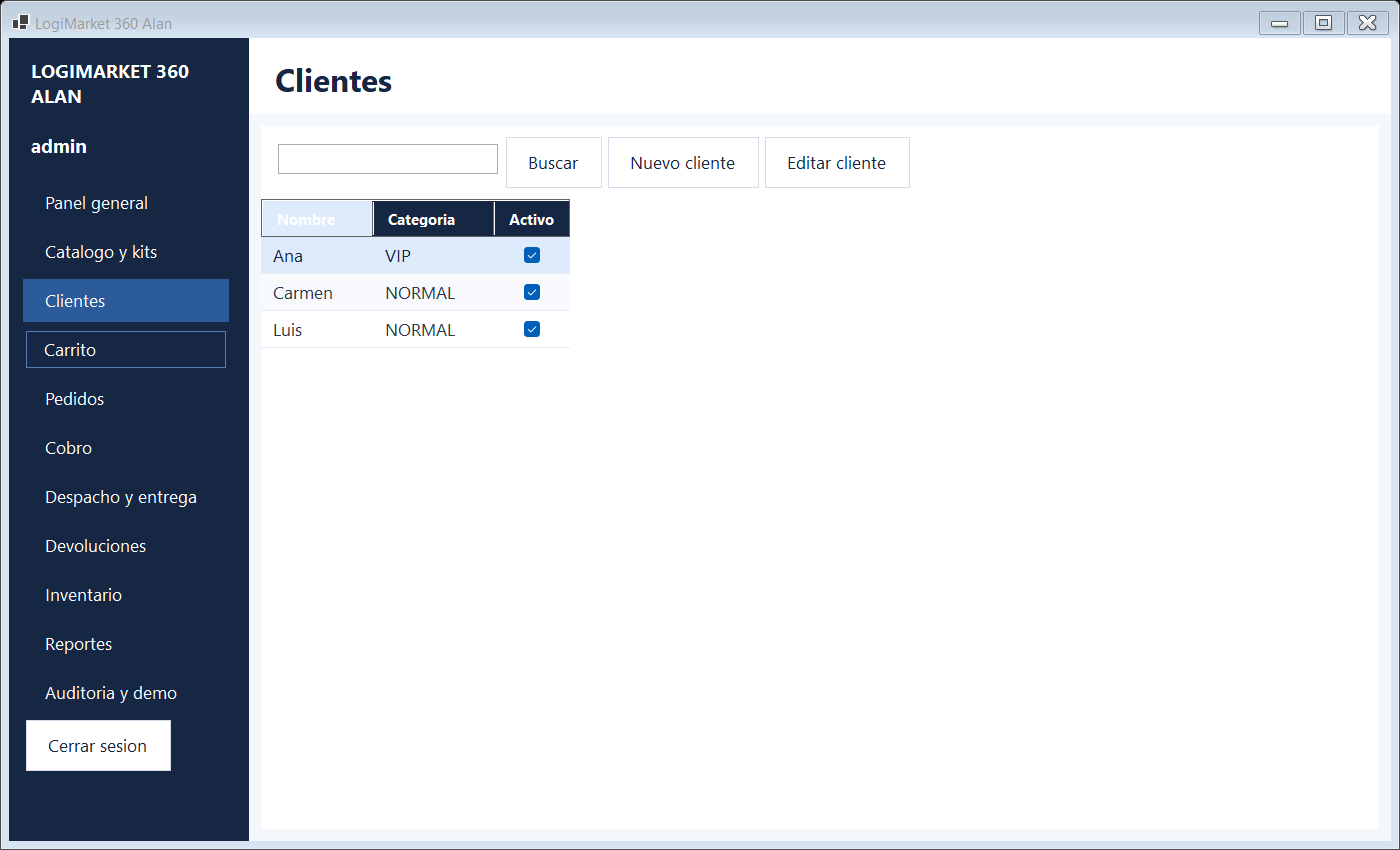 LogiMarket 360 Alan
LOGIMARKET 360
ALAN
admin
Panel general
Catalogo y kits
Clientes
Carrito
Pedidos
Cobro
Despacho y entrega
Devoluciones
Inventario
Reportes
Auditoria y demo
Cerrar sesion
Clientes
Buscar Nuevo cliente Editar cliente
Nombre Categoria Activo
Ana VIP
Carmen NORMAL
Luis NORMAL